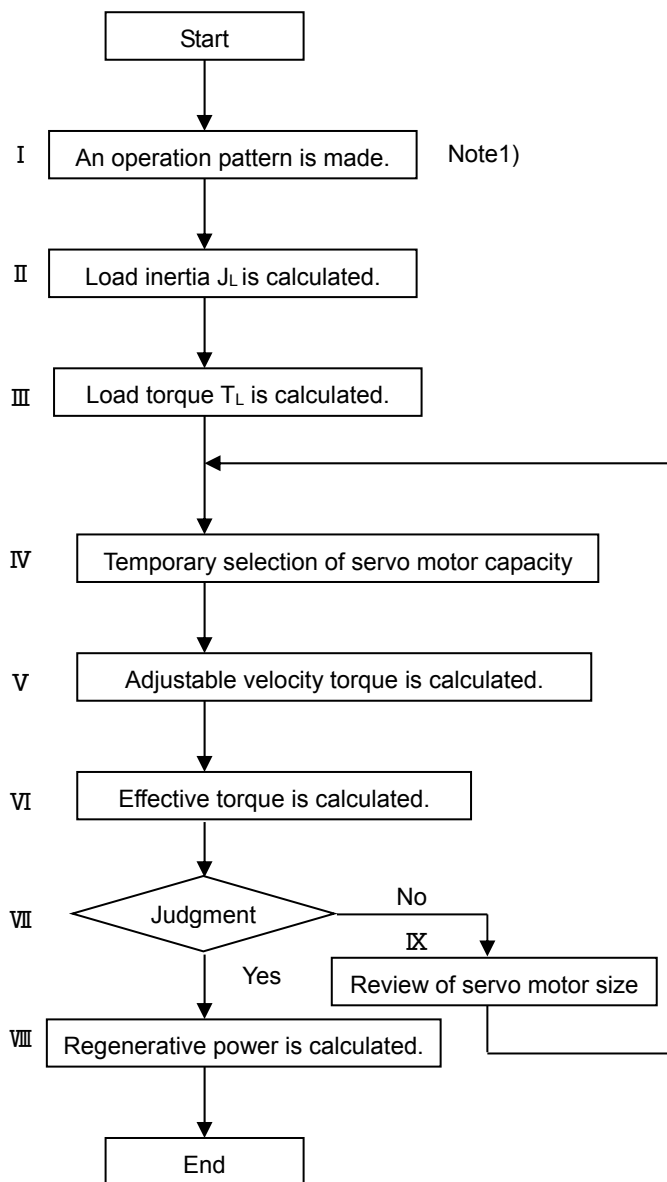 Start
Ⅰ An operation pattern is made. Note1)
Ⅱ Load inertia JL is calculated.
Ⅲ Load torque TL is calculated.
Ⅳ Temporary selection of servo motor capacity
Ⅴ Adjustable velocity torque is calculated.
Ⅵ Effective torque is calculated.
Ⅶ Judgment No
Ⅸ
Yes Review of servo motor size
Ⅷ Regenerative power is calculated.
End